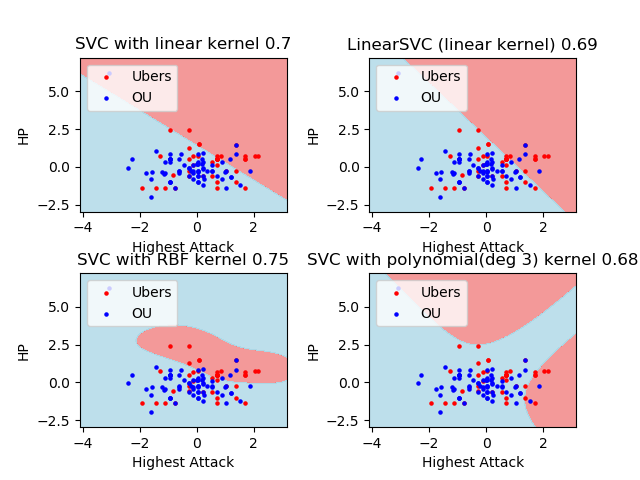 SVC with linear kernel 0.7
LinearSVC (linear kernel) 0.69
HP
5.0
2.5
0.0
−2.5
Ubers
OU
−4
−2
0
2
Highest Attack
HP
5.0
2.5
0.0
−2.5
Ubers
OU
−4
−2
0
2
Highest Attack
SVC with RBF kernel 0.75
SVC with polynomial(deg 3) kernel 0.68
HP
5.0
2.5
0.0
−2.5
Ubers
OU
−4
−2
0
2
Highest Attack
HP
5.0
2.5
0.0
−2.5
Ubers
OU
−4
−2
0
2
Highest Attack